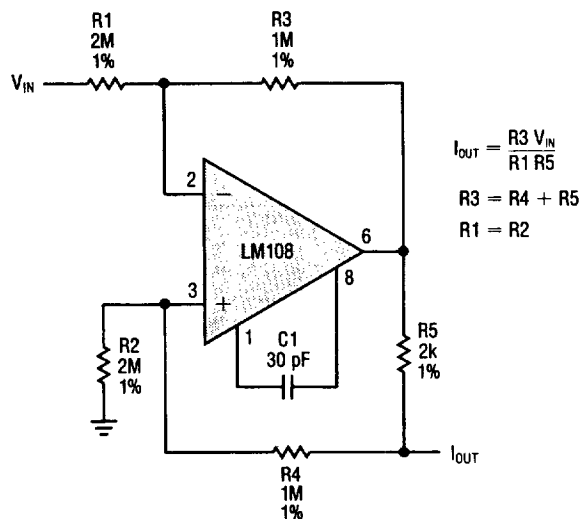 R1
2M
1%
R3
1M
1%
VIN
IOUT = R3 VIN
R1 R5
R3 = R4 + R5
R1 = R2
2
−
LM108
6
8
3
+
1
C1
30 pF
R2
2M
1%
R5
2k
1%
R4
1M
1%
IOUT